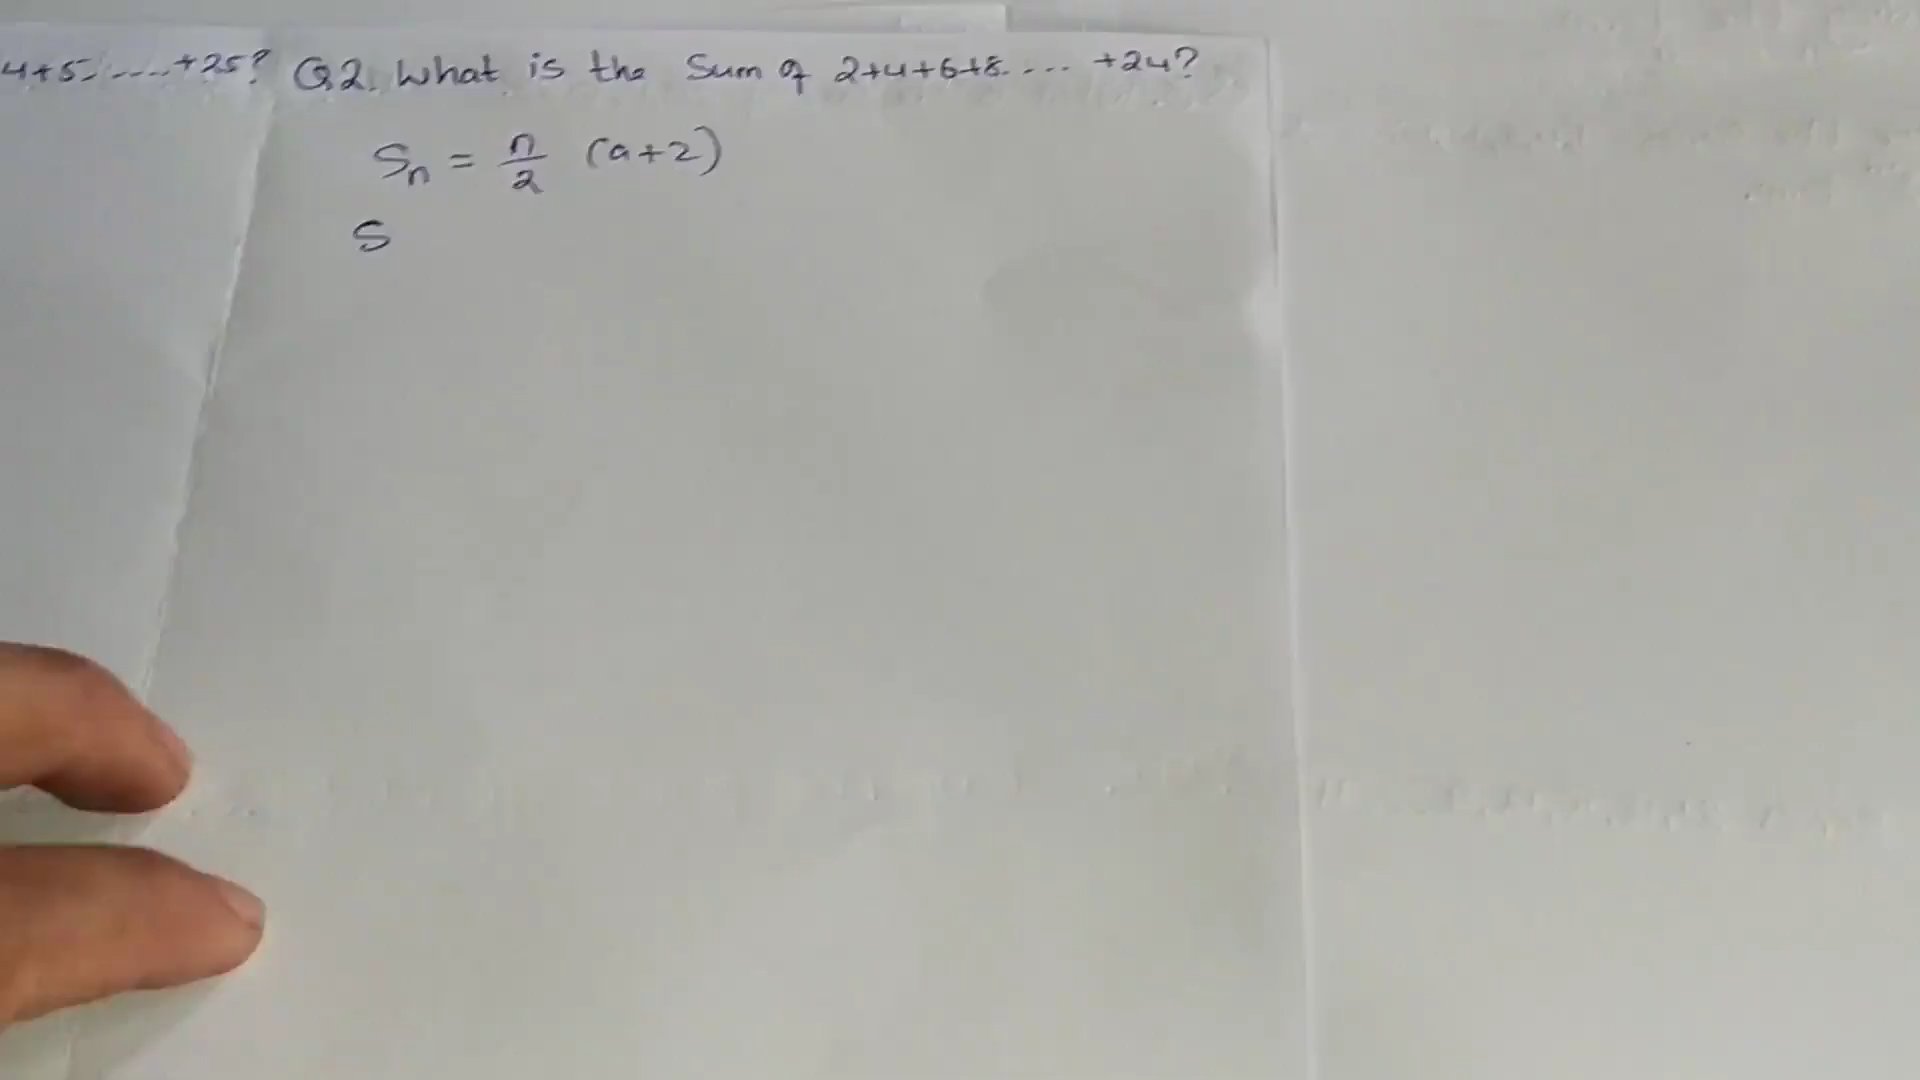 4+5-....+25? Q2. What is the Sum of 2+4+6+8.... +24?
Sn = n/2 (a+2)
S